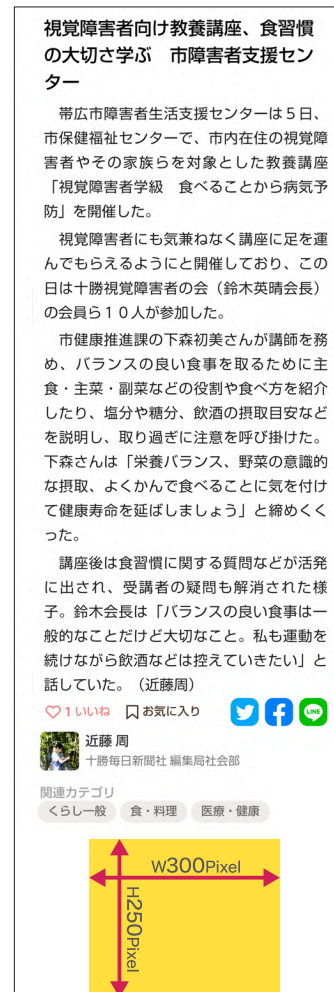 視覚障害者向け教養講座、食習慣
の大切さ学ぶ　市障害者支援セン
ター
　帯広市障害者生活支援センターは５日、
市保健福祉センターで、市内在住の視覚障
害者やその家族らを対象とした教養講座
「視覚障害者学級　食べることから病気予
防」を開催した。
　視覚障害者にも気兼ねなく講座に足を運
んでもらえるようにと開催しており、この
日は十勝視覚障害者の会（鈴木英晴会長）
の会員ら１０人が参加した。
　市健康推進課の下森初美さんが講師を務
め、バランスの良い食事を取るために主
食・主菜・副菜などの役割や食べ方を紹介
したり、塩分や糖分、飲酒の摂取目安など
を説明し、取り過ぎに注意を呼び掛けた。
下森さんは「栄養バランス、野菜の意識的
な摂取、よくかんで食べることに気を付け
て健康寿命を延ばしましょう」と締めくく
った。
　講座後は食習慣に関する質問などが活発
に出され、受講者の疑問も解消された様
子。鈴木会長は「バランスの良い食事は一
般的なことだけど大切なこと。私も運動を
続けながら飲酒などは控えていきたい」と
話していた。（近藤周）
1 いいね　お気に入り　LINE
近藤 周
十勝毎日新聞社 編集局社会部
関連カテゴリ
くらし一般　食・料理　医療・健康
W300Pixel
H250Pixel